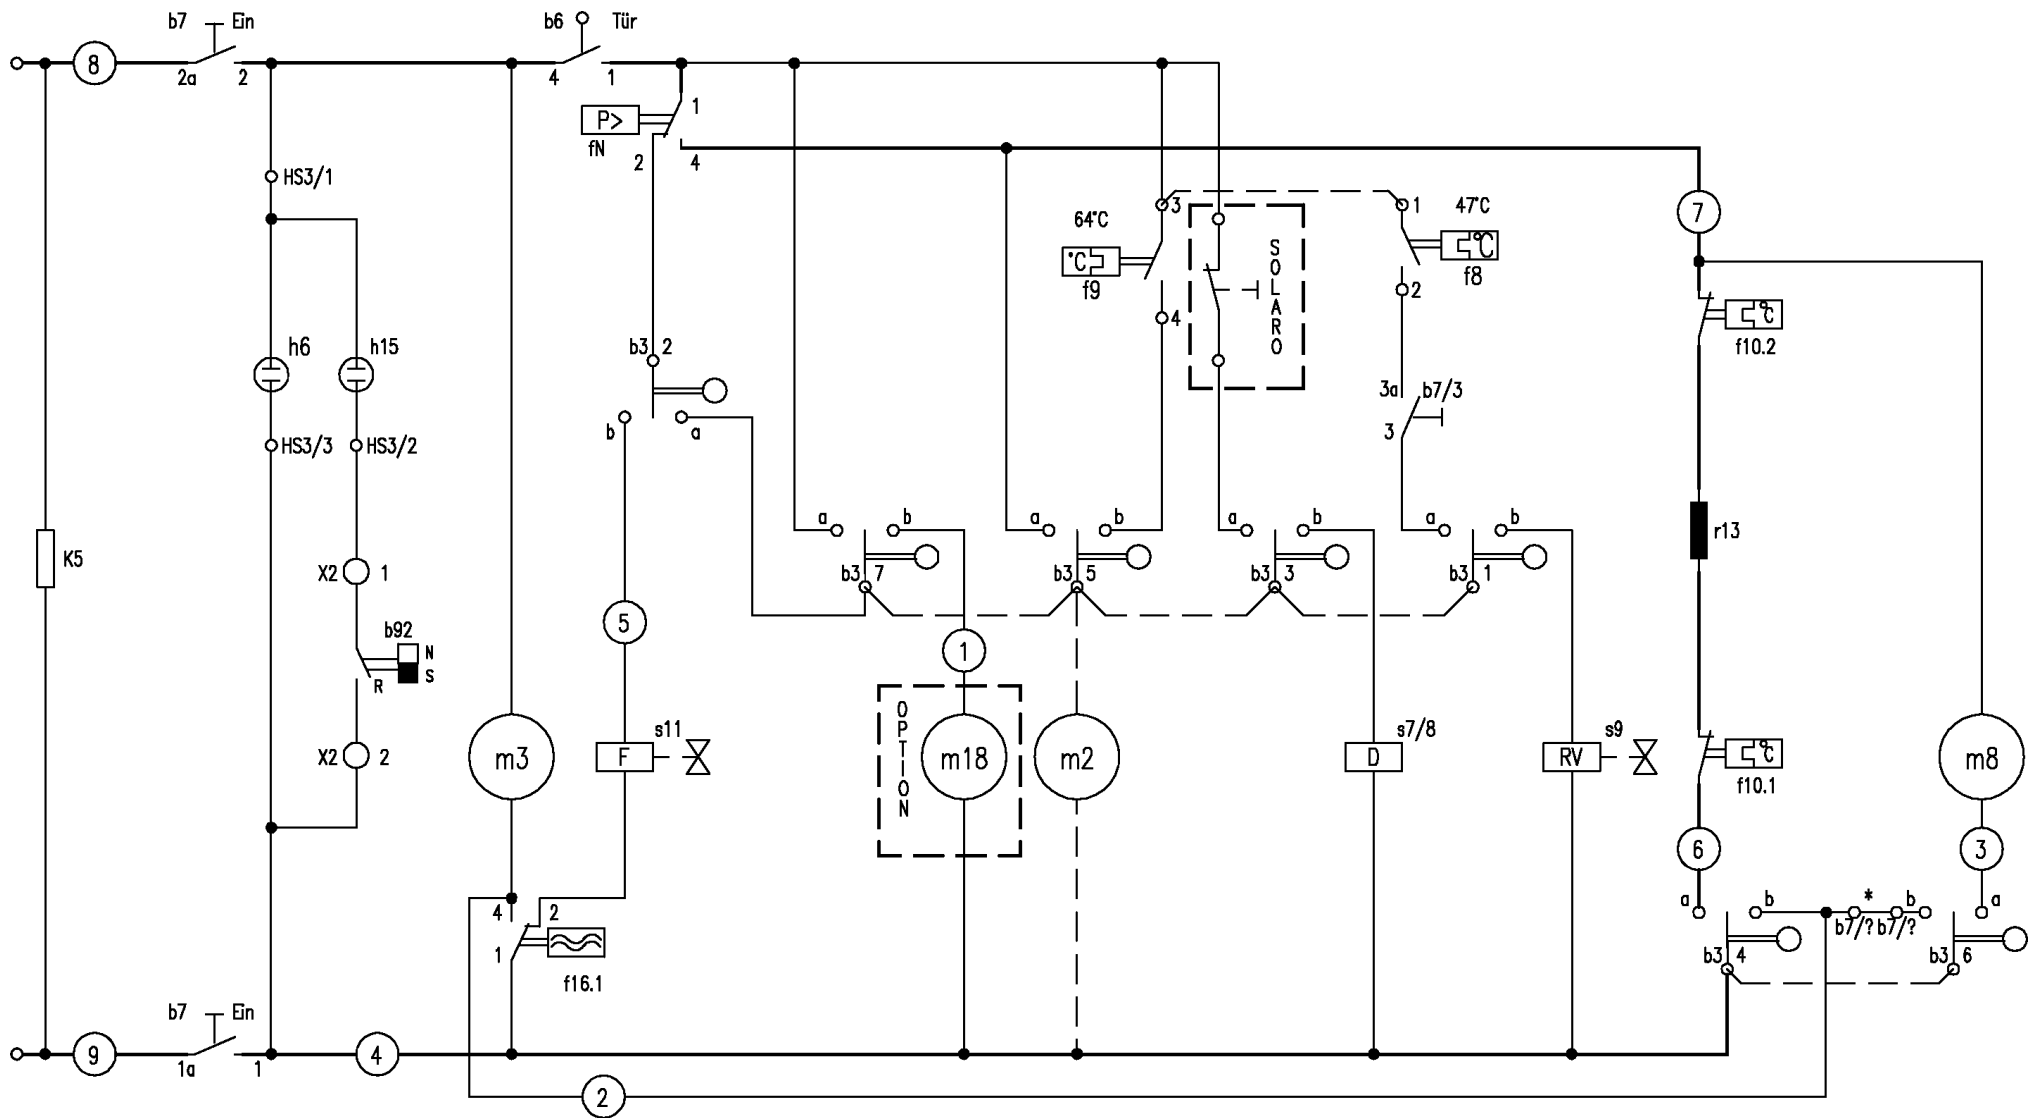 b7 Ein
b6 Tür
8
2a 2
4 1
P>
fN
1
2 4
HS3/1
64°C
3
°C
f9
4
SOLARO
1
47°C
°C
f8
2
7
°C
f10.2
h6 h15
b3 2
b a
3a b7/3
3
HS3/3 HS3/2
K5
X2 1
b92
N
S
R
X2 2
5
a b
b3 7
a b
b3 5
a b
b3 3
a b
b3 1
r13
1
OPTION
m3
s11
F
m18
m2
s7/8
D
s9
RV
°C
f10.1
m8
6
3
4 2
1
f16.1
a b
*
b7/? b7/?
b a
b3 4
b3 6
b7 Ein
9
1a 1
4
2